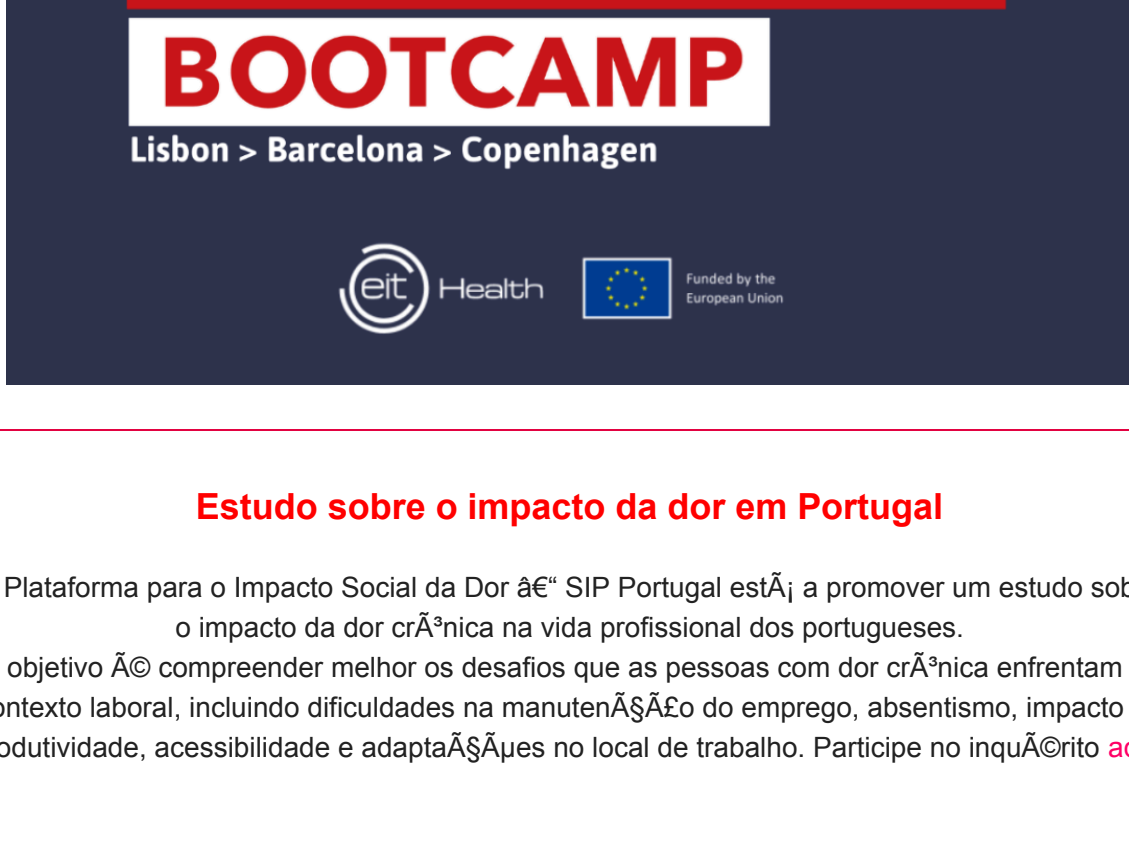 BOOTCAMP
Lisbon > Barcelona > Copenhagen
eit Health
Funded by the
European Union
Estudo sobre o impacto da dor em Portugal
Plataforma para o Impacto Social da Dor â€“ SIP Portugal estÃ¡ a promover um estudo sob
o impacto da dor crÃ³nica na vida profissional dos portugueses.
objetivo Ã© compreender melhor os desafios que as pessoas com dor crÃ³nica enfrentam
ontexto laboral, incluindo dificuldades na manutenÃ§Ã£o do emprego, absentismo, impacto
odutividade, acessibilidade e adaptaÃ§Ãµes no local de trabalho. Participe no inquÃ©rito